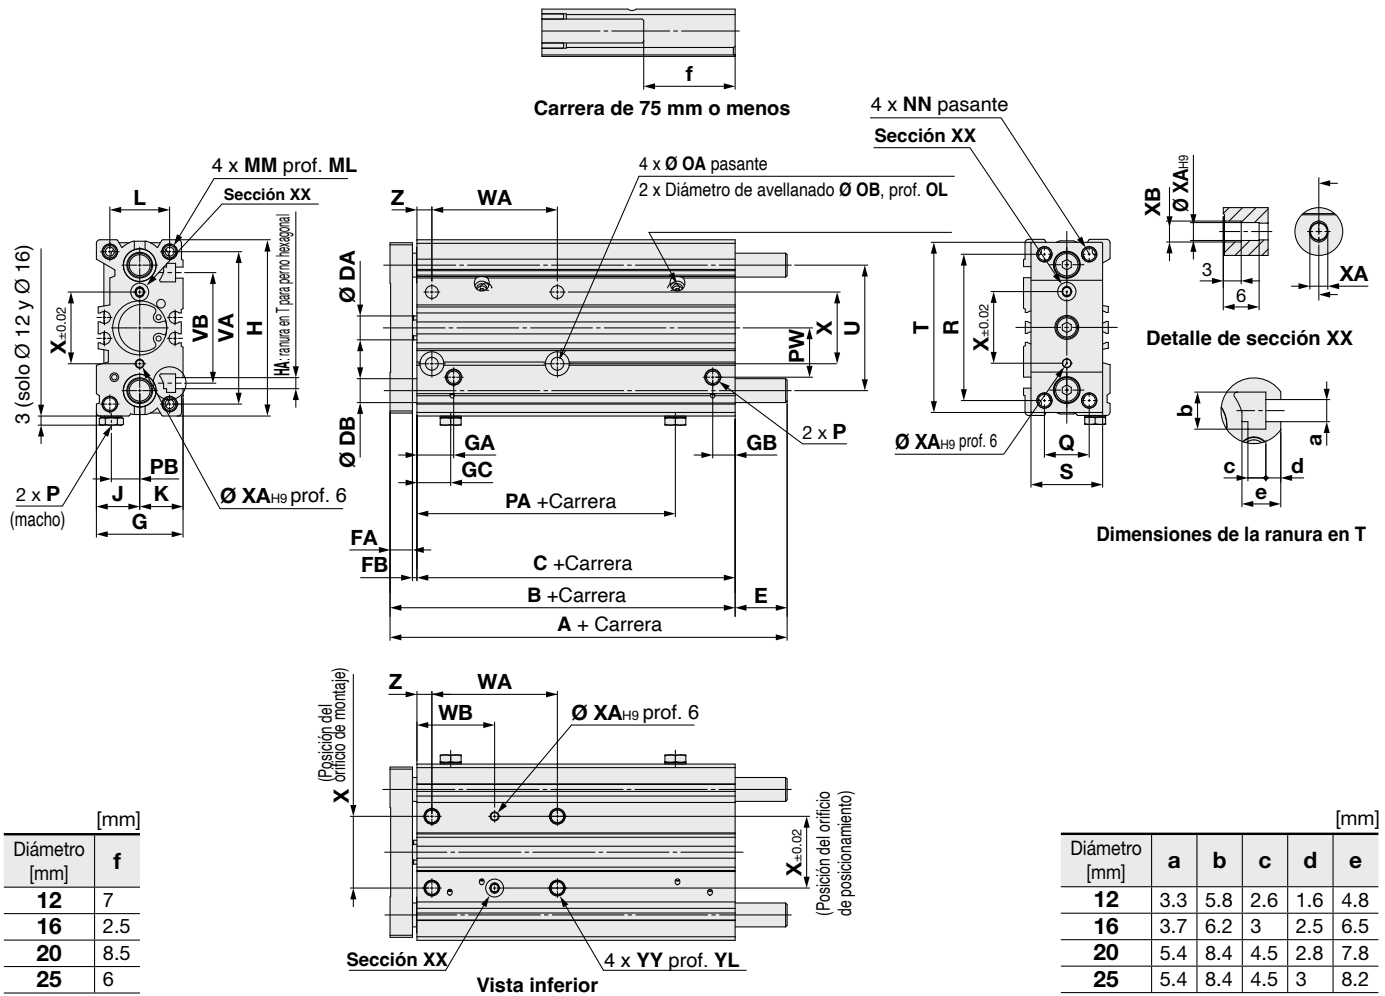 f
Carrera de 75 mm o menos
4 x MM prof. ML
Sección XX
L
HA: ranura en T para perno hexagonal
3 (solo Ø 12 y Ø 16)
X±0.02
VB
VA
H
PB
J
K
G
2 x P
(macho)
Ø XAH9 prof. 6
Z
WA
4 x Ø OA pasante
2 x Diámetro de avellanado Ø OB, prof. OL
Ø DA
Ø DB
PW
X
U
GA
GB
GC
2 x P
PA +Carrera
FA
FB
C +Carrera
B +Carrera
E
A + Carrera
4 x NN pasante
Sección XX
T
R
X±0.02
Ø XAH9 prof. 6
Q
S
XB
Ø XAH9
3
6
XA
Detalle de sección XX
b
a
c
d
e
Dimensiones de la ranura en T
Z
WA
WB
Ø XAH9 prof. 6
X
(Posición del
orificio de montaje)
X±0.02
(Posición del orificio
de posicionamiento)
Sección XX
4 x YY prof. YL
Vista inferior
[mm]
Diámetro [mm] f
12 7
16 2.5
20 8.5
25 6
[mm]
Diámetro [mm] a b c d e
12 3.3 5.8 2.6 1.6 4.8
16 3.7 6.2 3 2.5 6.5
20 5.4 8.4 4.5 2.8 7.8
25 5.4 8.4 4.5 3 8.2